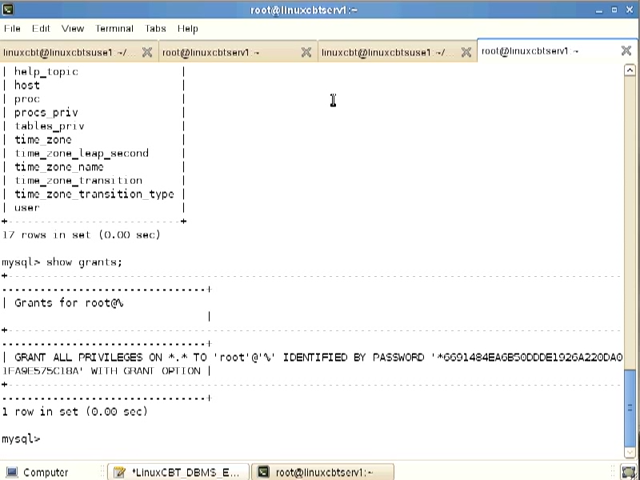 root@linuxcbtserv1:~
File Edit View Terminal Tabs Help
linuxcbt@linuxcbtsuse1 ~/ root@linuxcbtserv1 ~ linuxcbt@linuxcbtsuse1 ~/ root@linuxcbtserv1 ~
| help_topic |
| host |
| proc |
| procs_priv |
| tables_priv |
| time_zone |
| time_zone_leap_second |
| time_zone_name |
| time_zone_transition |
| time_zone_transition_type |
| user |
+---------------------------+
17 rows in set (0.00 sec)
mysql> show grants;
+--------------------------------------------------------------------------------
------------------------------+
| Grants for root@%
|
+--------------------------------------------------------------------------------
------------------------------+
| GRANT ALL PRIVILEGES ON *.* TO 'root'@'%' IDENTIFIED BY PASSWORD '*6691484EA6B50DDDE1926A220DA0
1FA9E575C18A' WITH GRANT OPTION |
+--------------------------------------------------------------------------------
------------------------------+
1 row in set (0.00 sec)
mysql>
Computer *LinuxCBT_DBMS_E... root@linuxcbtserv1:~